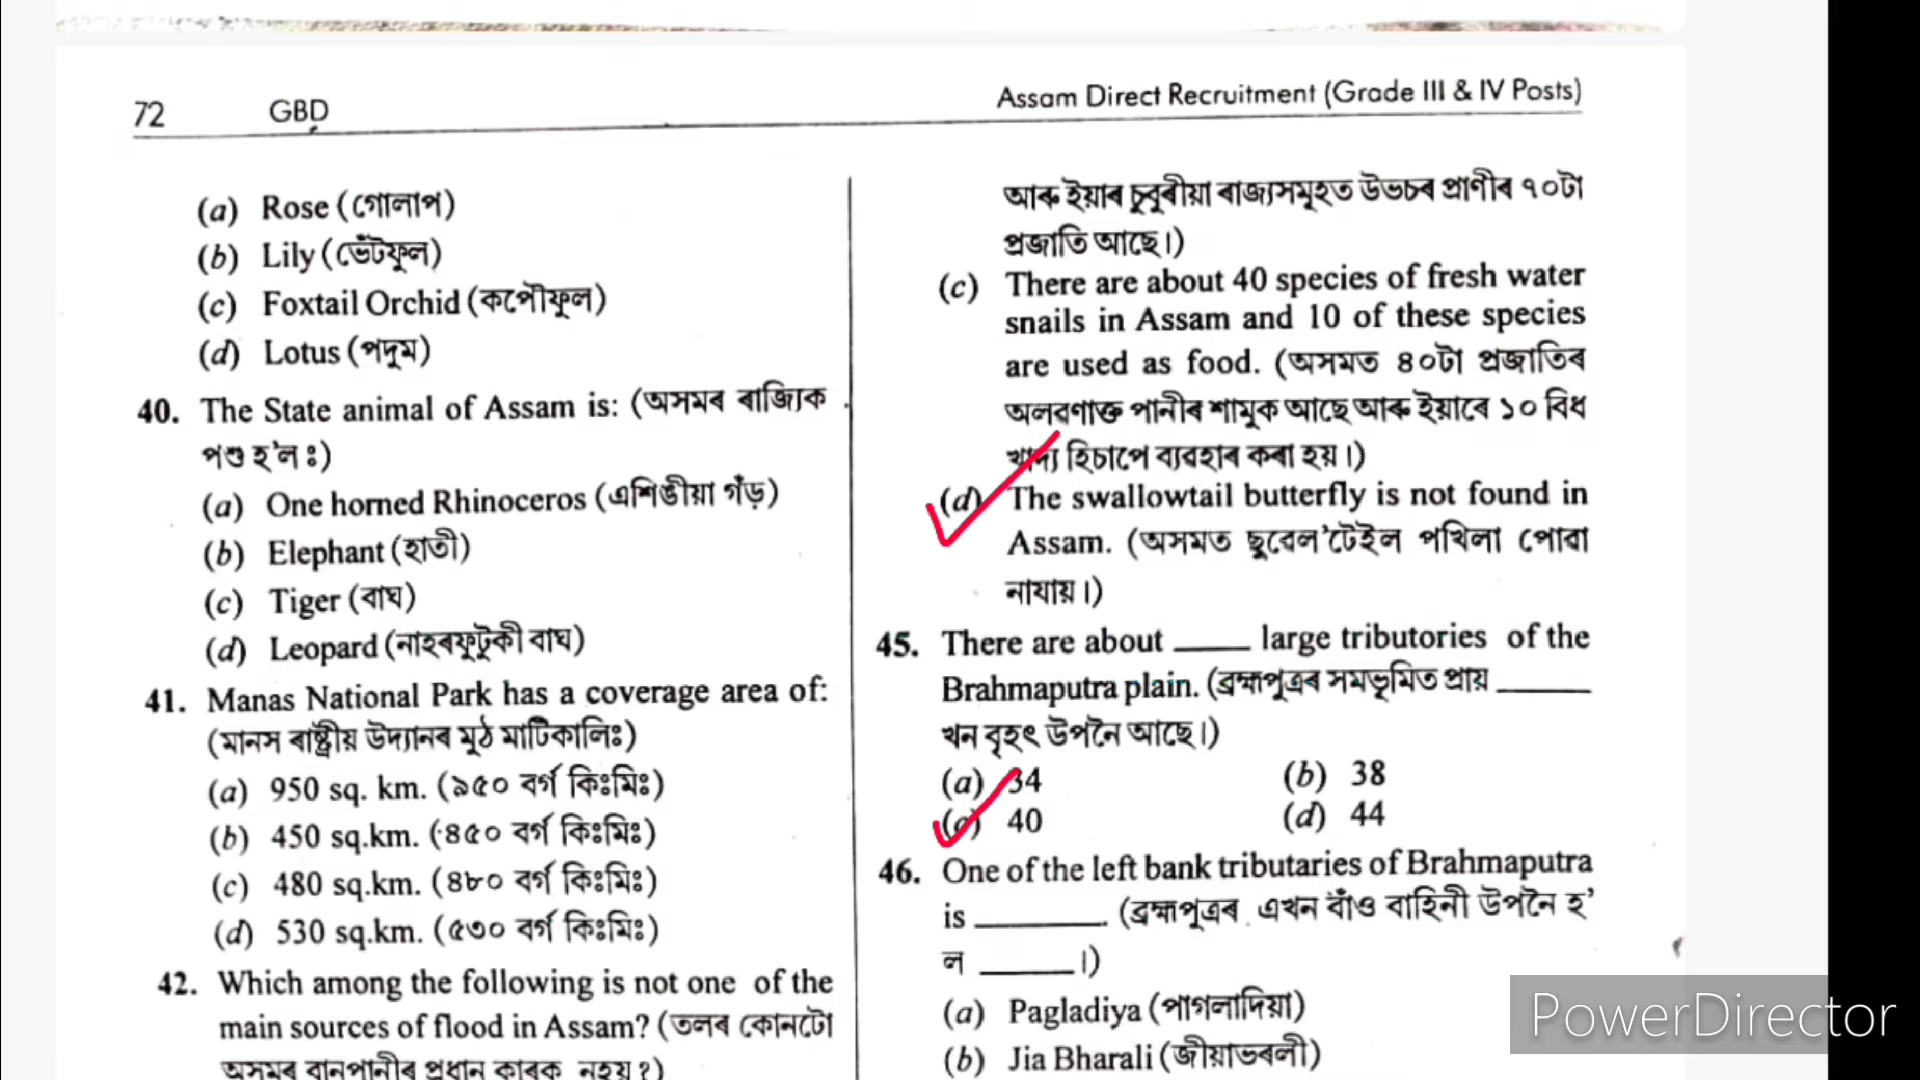 72 GBD Assam Direct Recruitment (Grade III & IV Posts)
(a) Rose (গোলাপ)
(b) Lily (ভেঁটফুল)
(c) Foxtail Orchid (কপৌফুল)
(d) Lotus (পদুম)
40. The State animal of Assam is: (অসমৰ ৰাজ্যিক
পশু হ'ল ঃ)
(a) One horned Rhinoceros (এশিঙীয়া গঁড়)
(b) Elephant (হাতী)
(c) Tiger (বাঘ)
(d) Leopard (নাহৰফুটুকী বাঘ)
41. Manas National Park has a coverage area of:
(মানস ৰাষ্ট্ৰীয় উদ্যানৰ মুঠ মাটিকালিঃ)
(a) 950 sq. km. (৯৫০ বৰ্গ কিঃমিঃ)
(b) 450 sq.km. (৪৫০ বৰ্গ কিঃমিঃ)
(c) 480 sq.km. (৪৮০ বৰ্গ কিঃমিঃ)
(d) 530 sq.km. (৫৩০ বৰ্গ কিঃমিঃ)
42. Which among the following is not one of the
main sources of flood in Assam? (তলৰ কোনটো
অসমৰ বানপানীৰ প্ৰধান কাৰক নহয় ?)
আৰু ইয়াৰ চুবুৰীয়া ৰাজ্যসমূহত উভচৰ প্ৰাণীৰ ৭০টা
প্ৰজাতি আছে।)
(c) There are about 40 species of fresh water
snails in Assam and 10 of these species
are used as food. (অসমত ৪০টা প্ৰজাতিৰ
অলবণাক্ত পানীৰ শামুক আছে আৰু ইয়াৰে ১০ বিধ
খাদ্য হিচাপে ব্যৱহাৰ কৰা হয় ।)
(d) The swallowtail butterfly is not found in
Assam. (অসমত ছুৱেল'টেইল পখিলা পোৱা
নাযায় ।)
45. There are about ____ large tributories of the
Brahmaputra plain. (ব্ৰহ্মপুত্ৰৰ সমভূমিত প্ৰায় ______
খন বৃহৎ উপনৈ আছে।)
(a) 34 (b) 38
(c) 40 (d) 44
46. One of the left bank tributaries of Brahmaputra
is ________. (ব্ৰহ্মপুত্ৰৰ এখন বাঁও বাহিনী উপনৈ হ'
ল ______।)
(a) Pagladiya (পাগলাদিয়া)
(b) Jia Bharali (জীয়াভৰলী)
PowerDirector